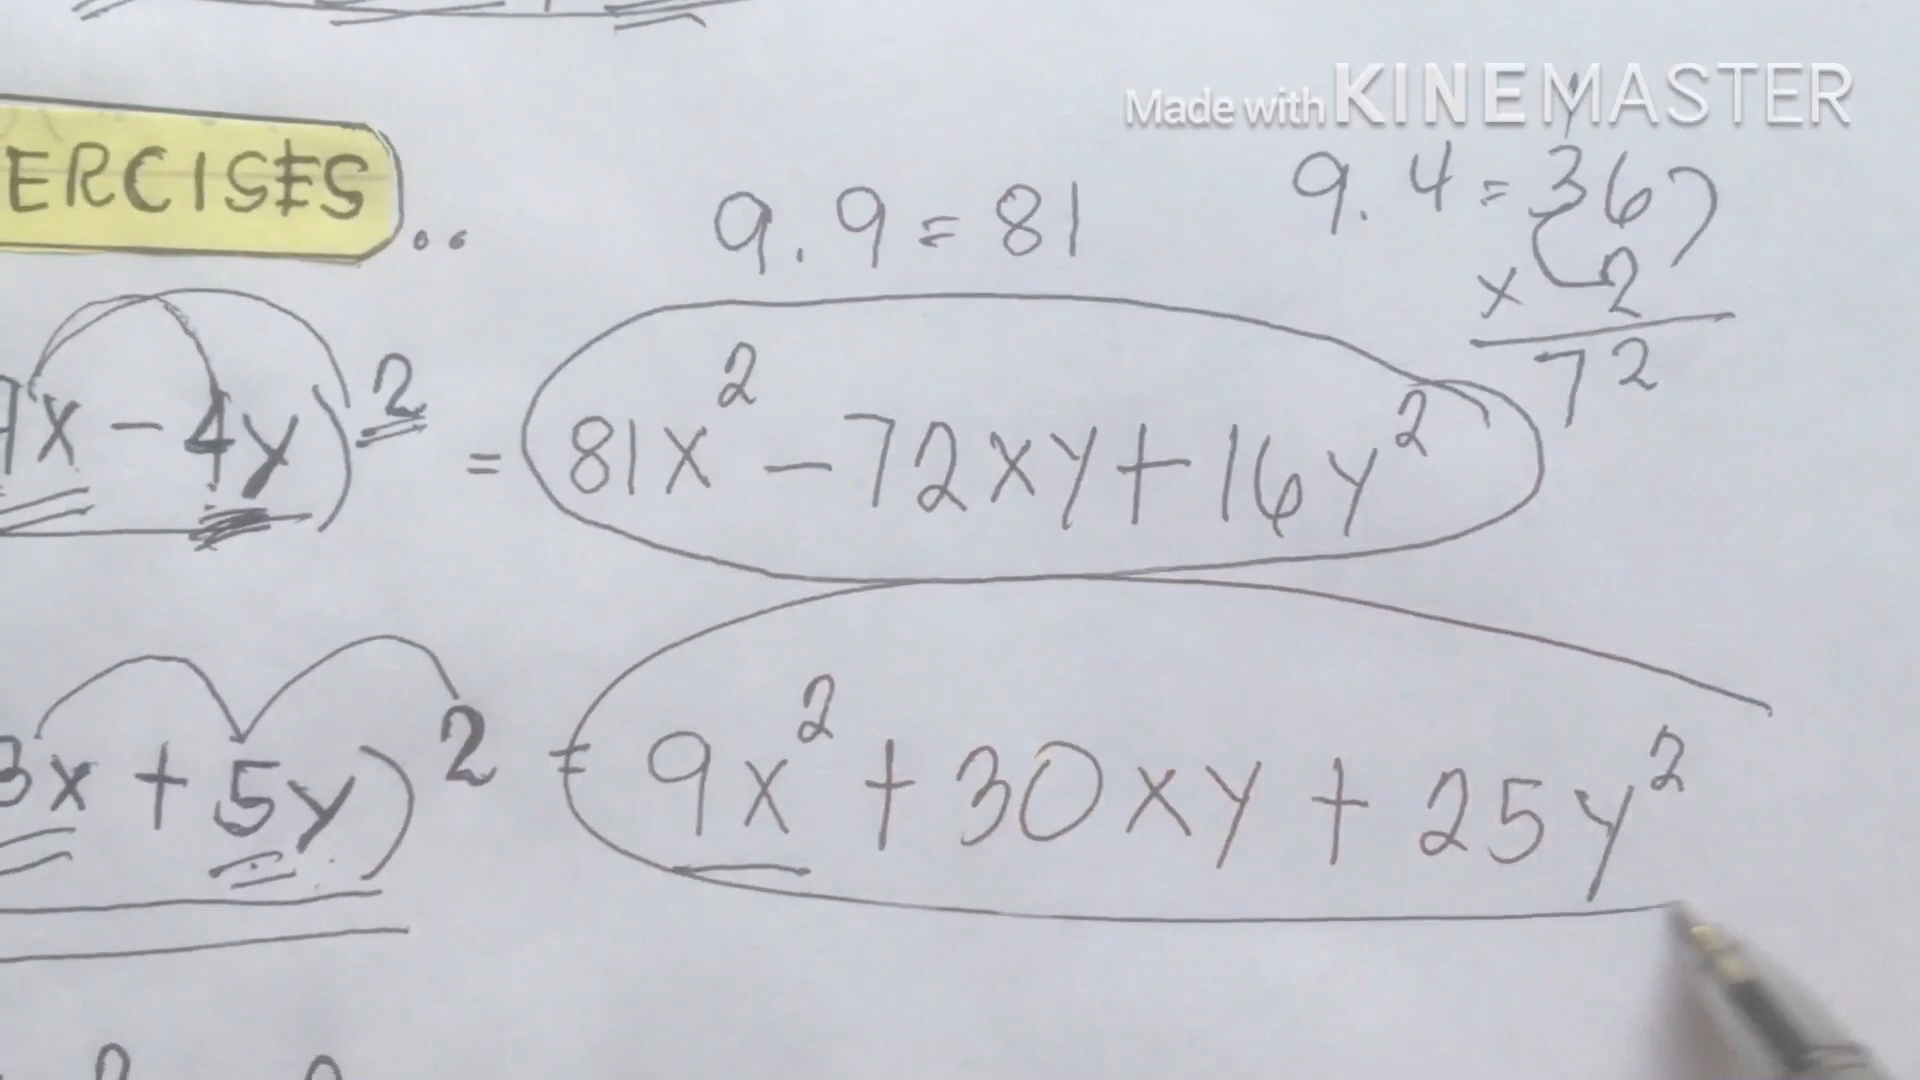 Made with KINEMASTER
ERCISES..
9.9=81
9.4=36
x 2
72
9x - 4y)² = 81x² - 72xy + 16y²
3x + 5y)² = 9x² + 30xy + 25y²